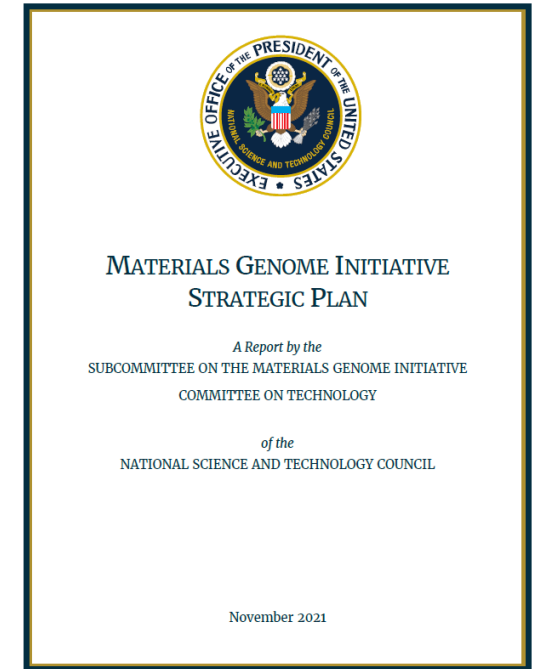 EXECUTIVE OFFICE OF THE PRESIDENT OF THE UNITED STATES
NATIONAL SCIENCE AND TECHNOLOGY COUNCIL
MATERIALS GENOME INITIATIVE
STRATEGIC PLAN
A Report by the
SUBCOMMITTEE ON THE MATERIALS GENOME INITIATIVE
COMMITTEE ON TECHNOLOGY
of the
NATIONAL SCIENCE AND TECHNOLOGY COUNCIL
November 2021